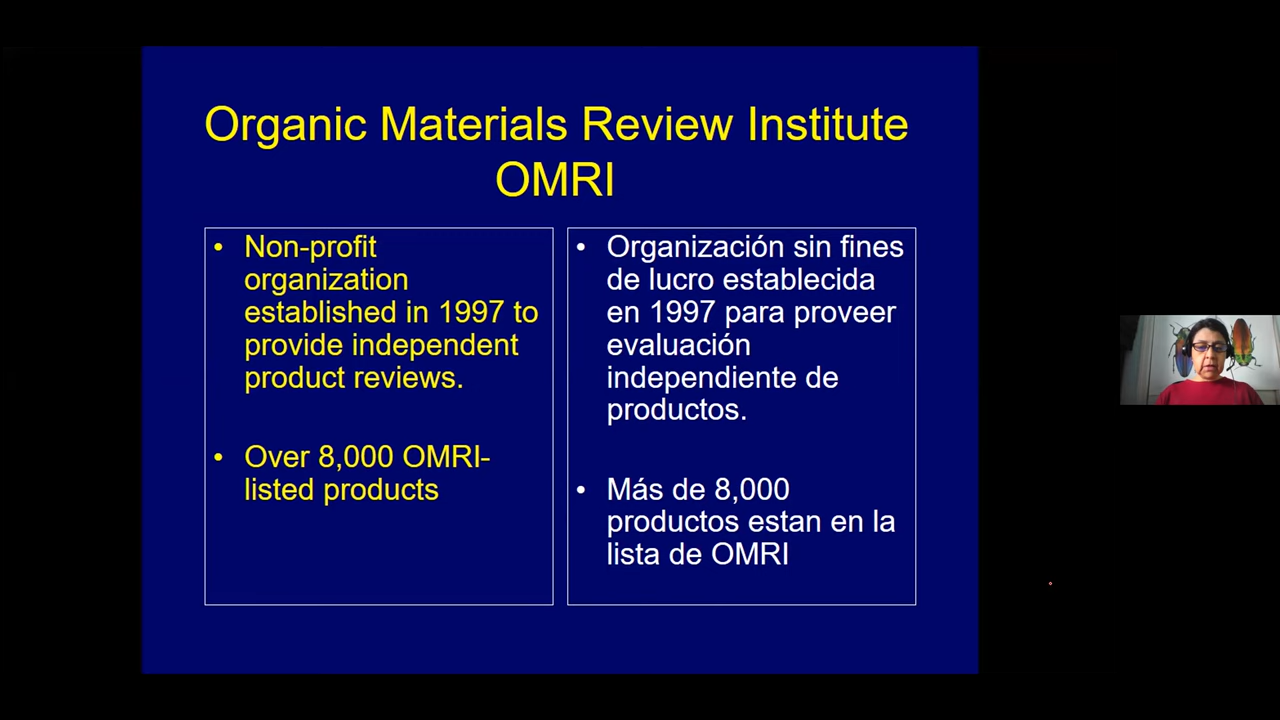 Organic Materials Review Institute
OMRI
• Non-profit
organization
established in 1997 to
provide independent
product reviews.
• Over 8,000 OMRI-
listed products
• Organización sin fines
de lucro establecida
en 1997 para proveer
evaluación
independiente de
productos.
• Más de 8,000
productos estan en la
lista de OMRI